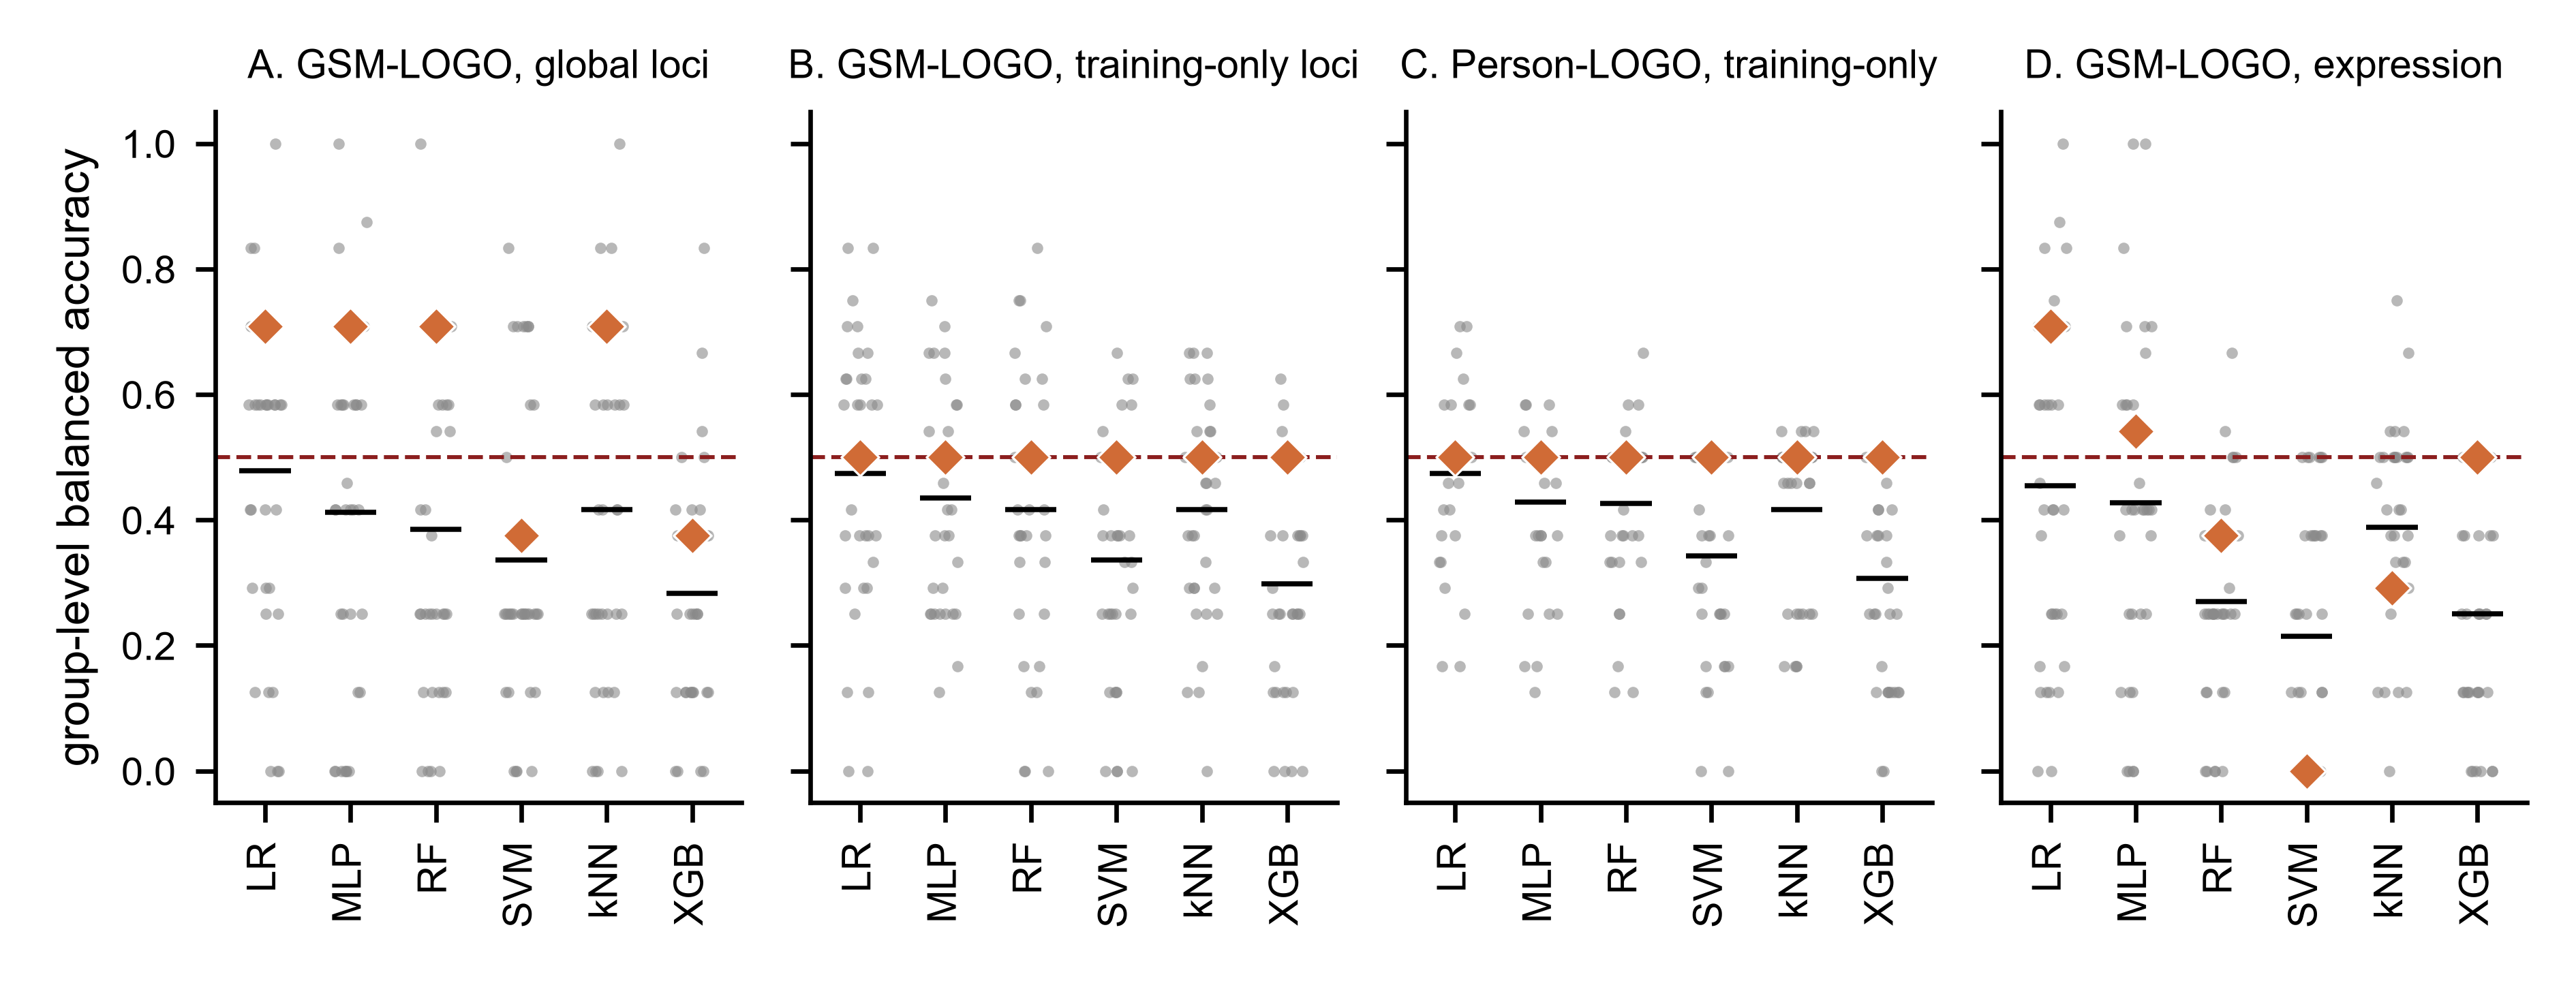 A. GSM-LOGO, global loci
B. GSM-LOGO, training-only loci
C. Person-LOGO, training-only
D. GSM-LOGO, expression
group-level balanced accuracy
1.0
0.8
0.6
0.4
0.2
0.0
LR MLP RF SVM kNN XGB
LR MLP RF SVM kNN XGB
LR MLP RF SVM kNN XGB
LR MLP RF SVM kNN XGB